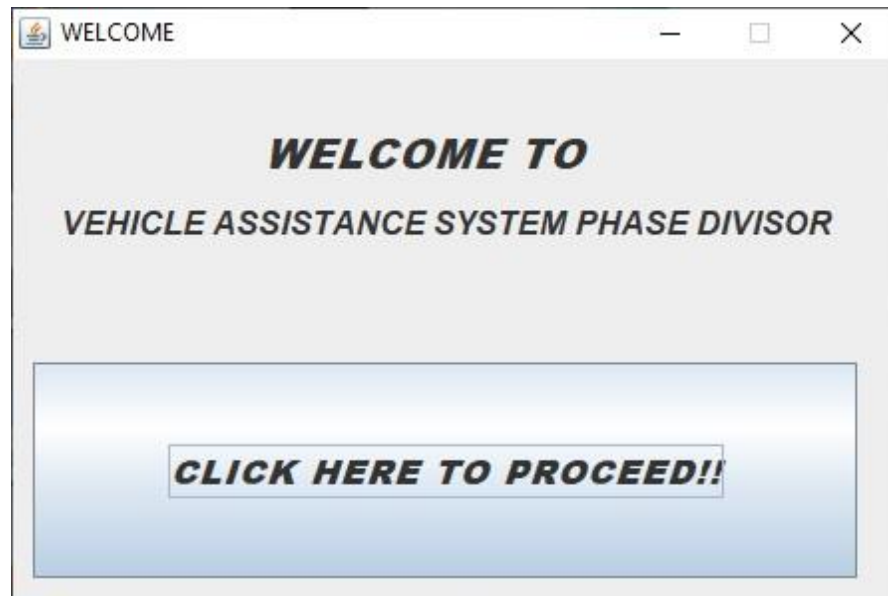 WELCOME
WELCOME TO
VEHICLE ASSISTANCE SYSTEM PHASE DIVISOR
CLICK HERE TO PROCEED!!